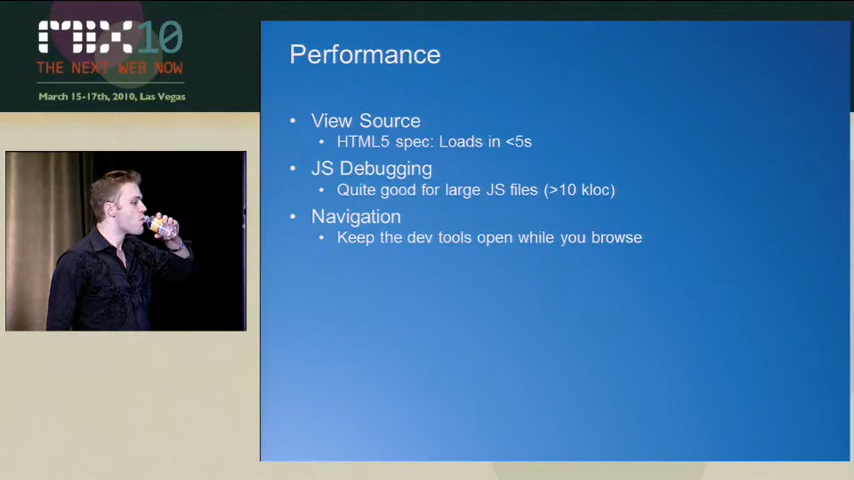 MIX10
THE NEXT WEB NOW
March 15-17th, 2010, Las Vegas
Performance
• View Source
• HTML5 spec: Loads in <5s
• JS Debugging
• Quite good for large JS files (>10 kloc)
• Navigation
• Keep the dev tools open while you browse